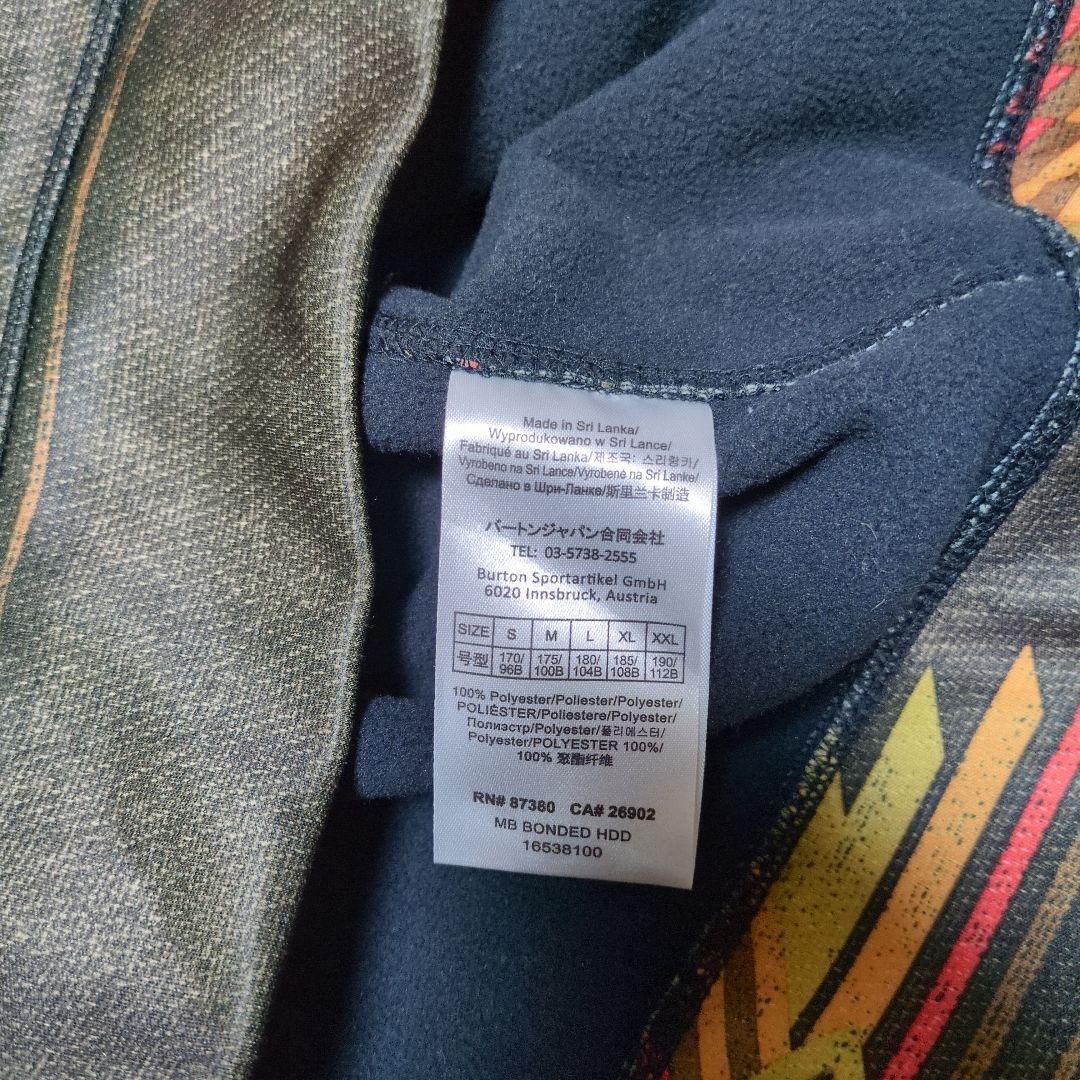 Made in Sri Lanka/
Wyprodukowano w Sri Lance/
Fabriqué au Sri Lanka/제조국: 스리랑카/
Vyrobeno na Srí Lance/Vyrobené na Srí Lanke/
Сделано в Шри-Ланке/斯里兰卡制造
バートンジャパン合同会社
TEL: 03-5738-2555
Burton Sportartikel GmbH
6020 Innsbruck, Austria
SIZE S M L XL XXL
号型 170/96B 175/100B 180/104B 185/108B 190/112B
100% Polyester/Poliester/Polyester/
POLIÉSTER/Poliestere/Polyester/
Полиэстр/Polyester/폴리에스터/
Polyester/POLYESTER 100%/
100% 聚酯纤维
RN# 87380 CA# 26902
MB BONDED HDD
16538100